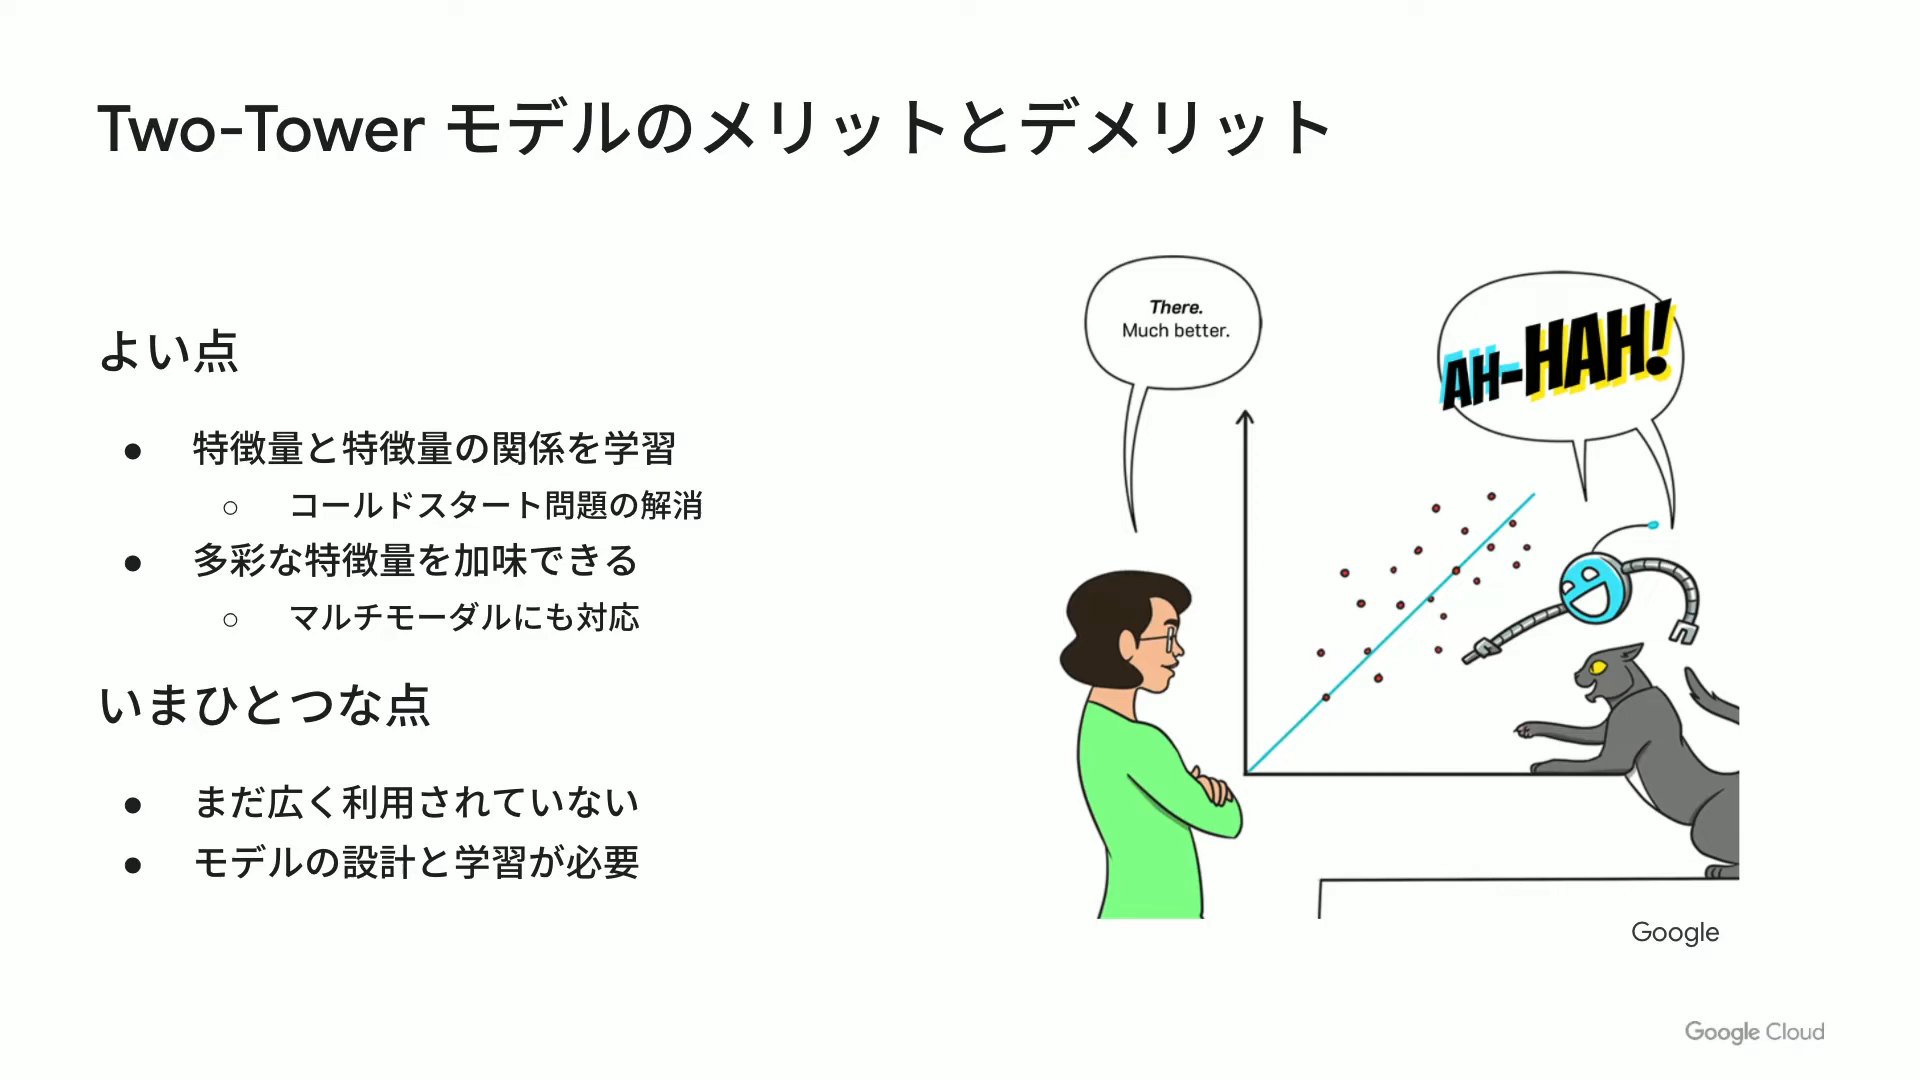 Two-Tower モデルのメリットとデメリット
よい点
● 特徴量と特徴量の関係を学習
○ コールドスタート問題の解消
● 多彩な特徴量を加味できる
○ マルチモーダルにも対応
いまひとつな点
● まだ広く利用されていない
● モデルの設計と学習が必要
There.
Much better.
AH-HAH!
Google
Google Cloud